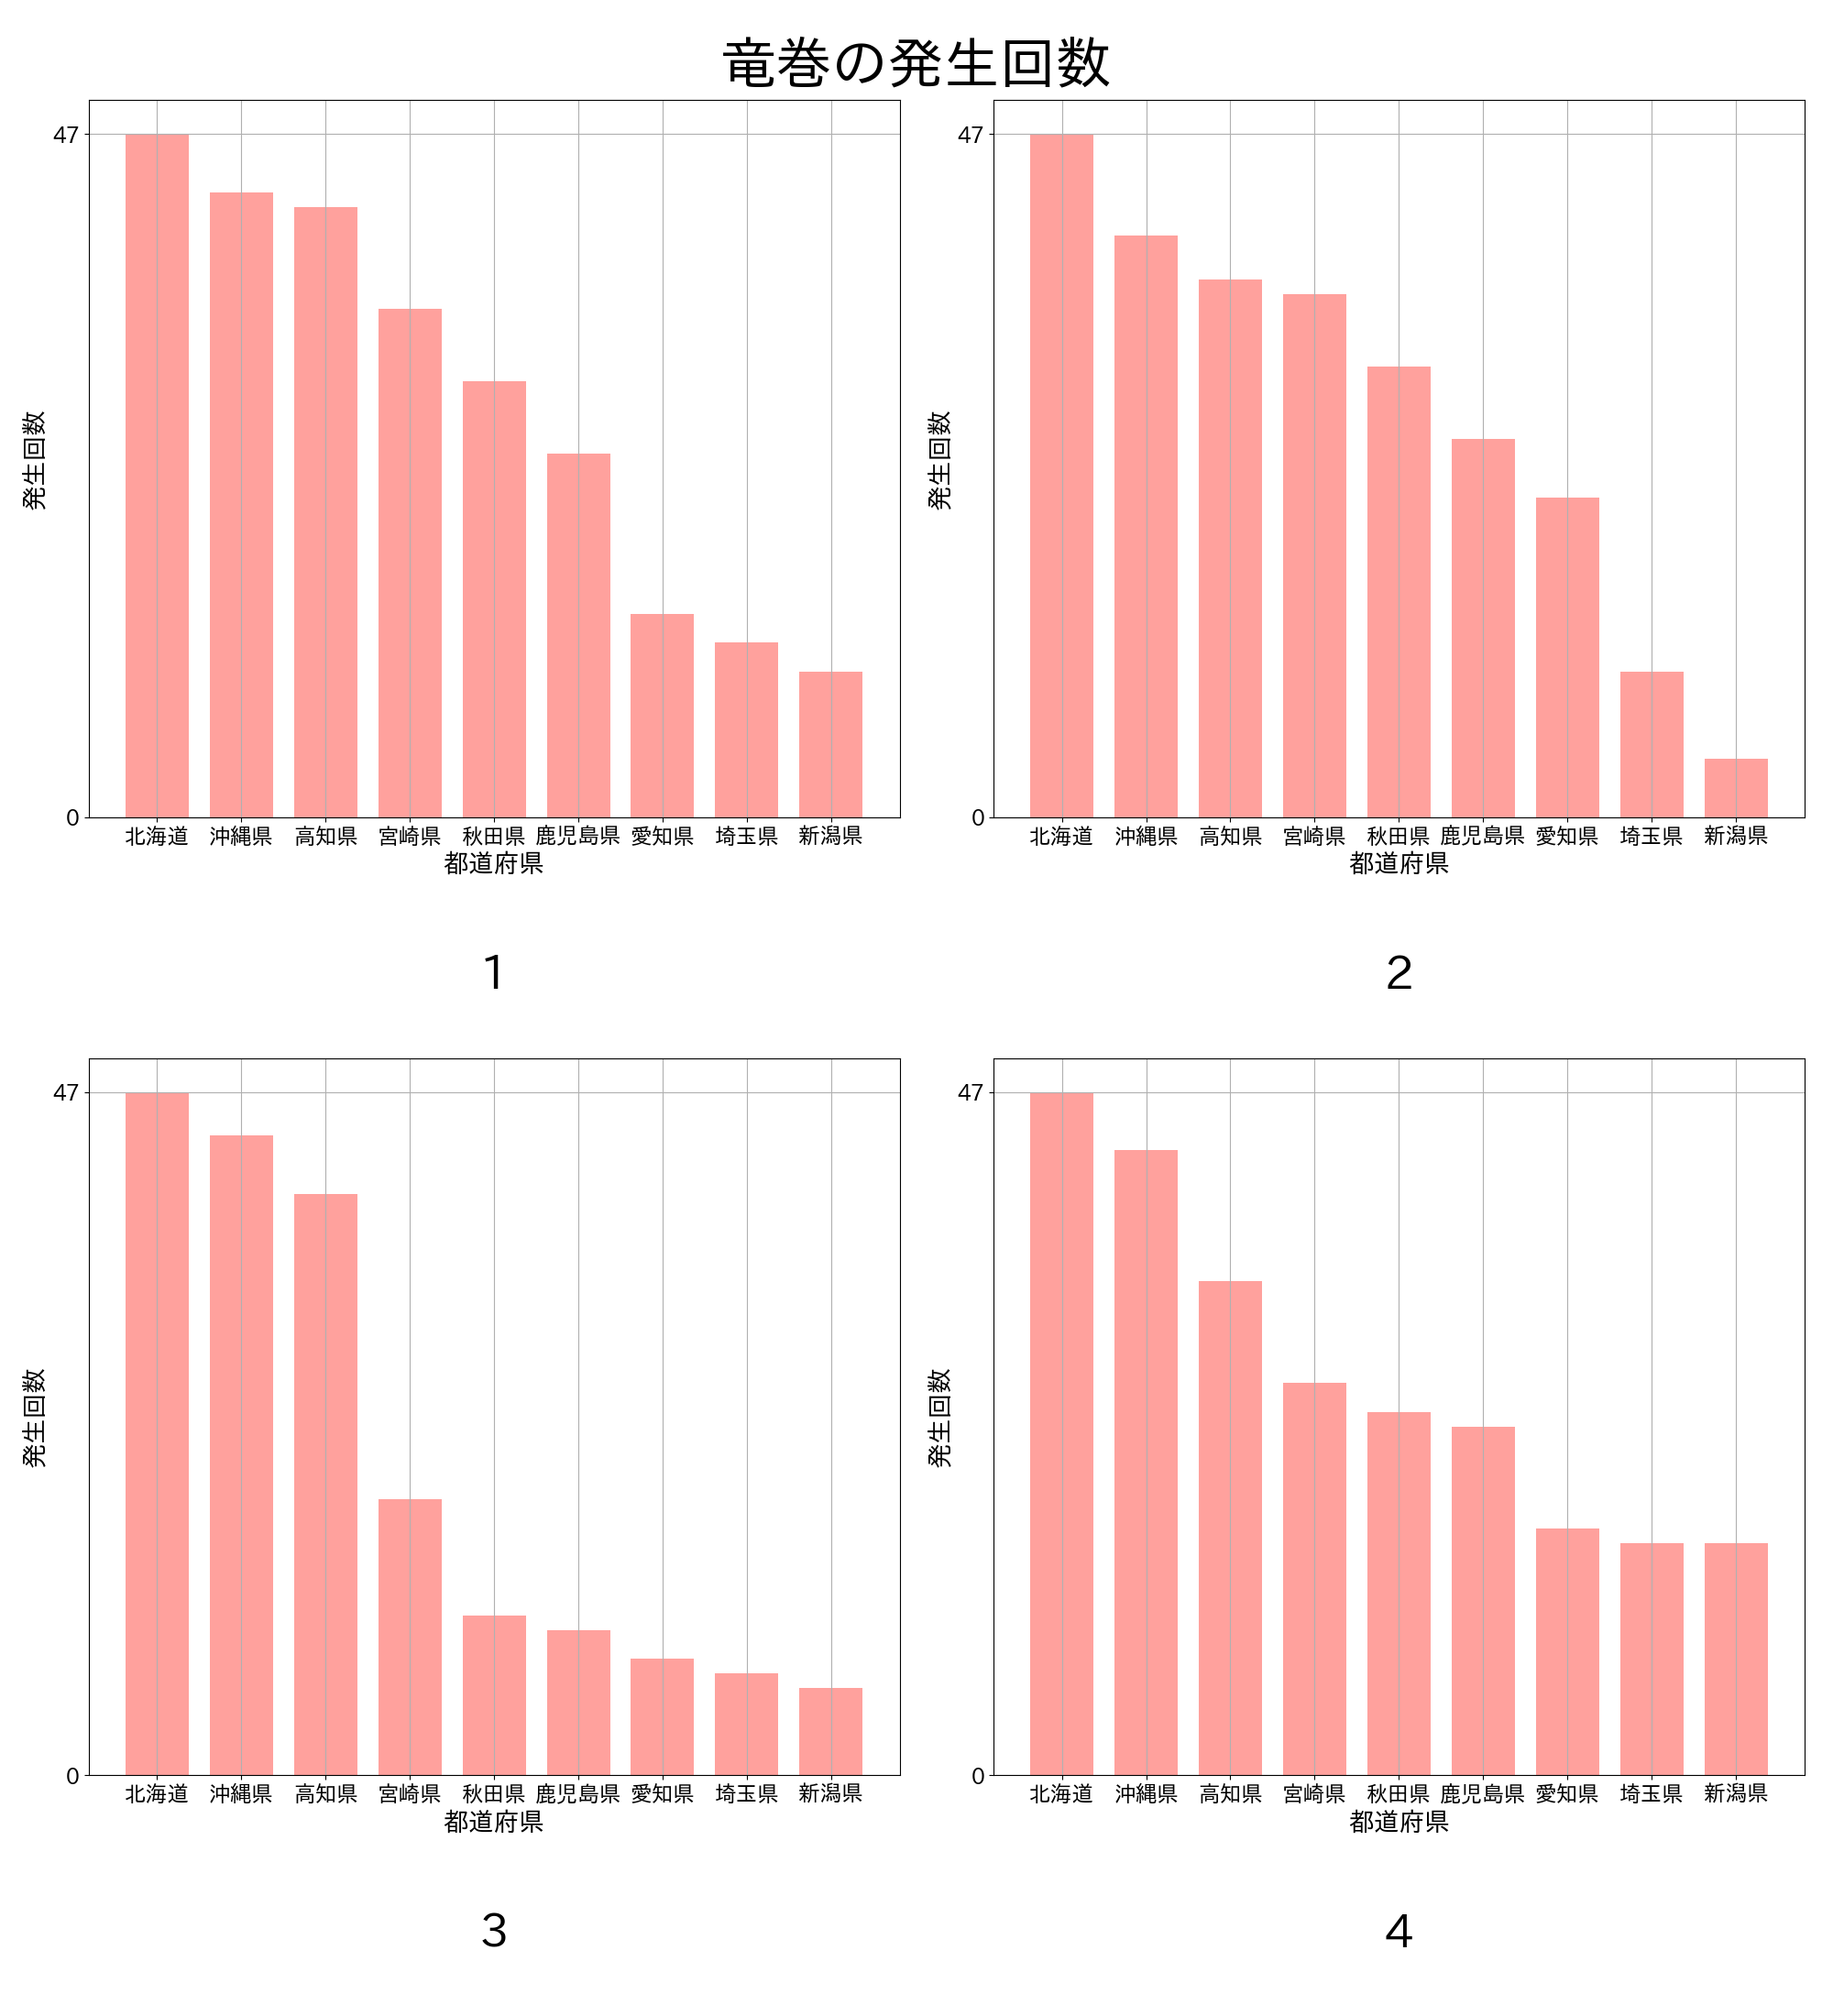 竜巻の発生回数
47
0
発生回数
北海道 沖縄県 高知県 宮崎県 秋田県 鹿児島県 愛知県 埼玉県 新潟県
都道府県
1
47
0
発生回数
北海道 沖縄県 高知県 宮崎県 秋田県 鹿児島県 愛知県 埼玉県 新潟県
都道府県
2
47
0
発生回数
北海道 沖縄県 高知県 宮崎県 秋田県 鹿児島県 愛知県 埼玉県 新潟県
都道府県
3
47
0
発生回数
北海道 沖縄県 高知県 宮崎県 秋田県 鹿児島県 愛知県 埼玉県 新潟県
都道府県
4